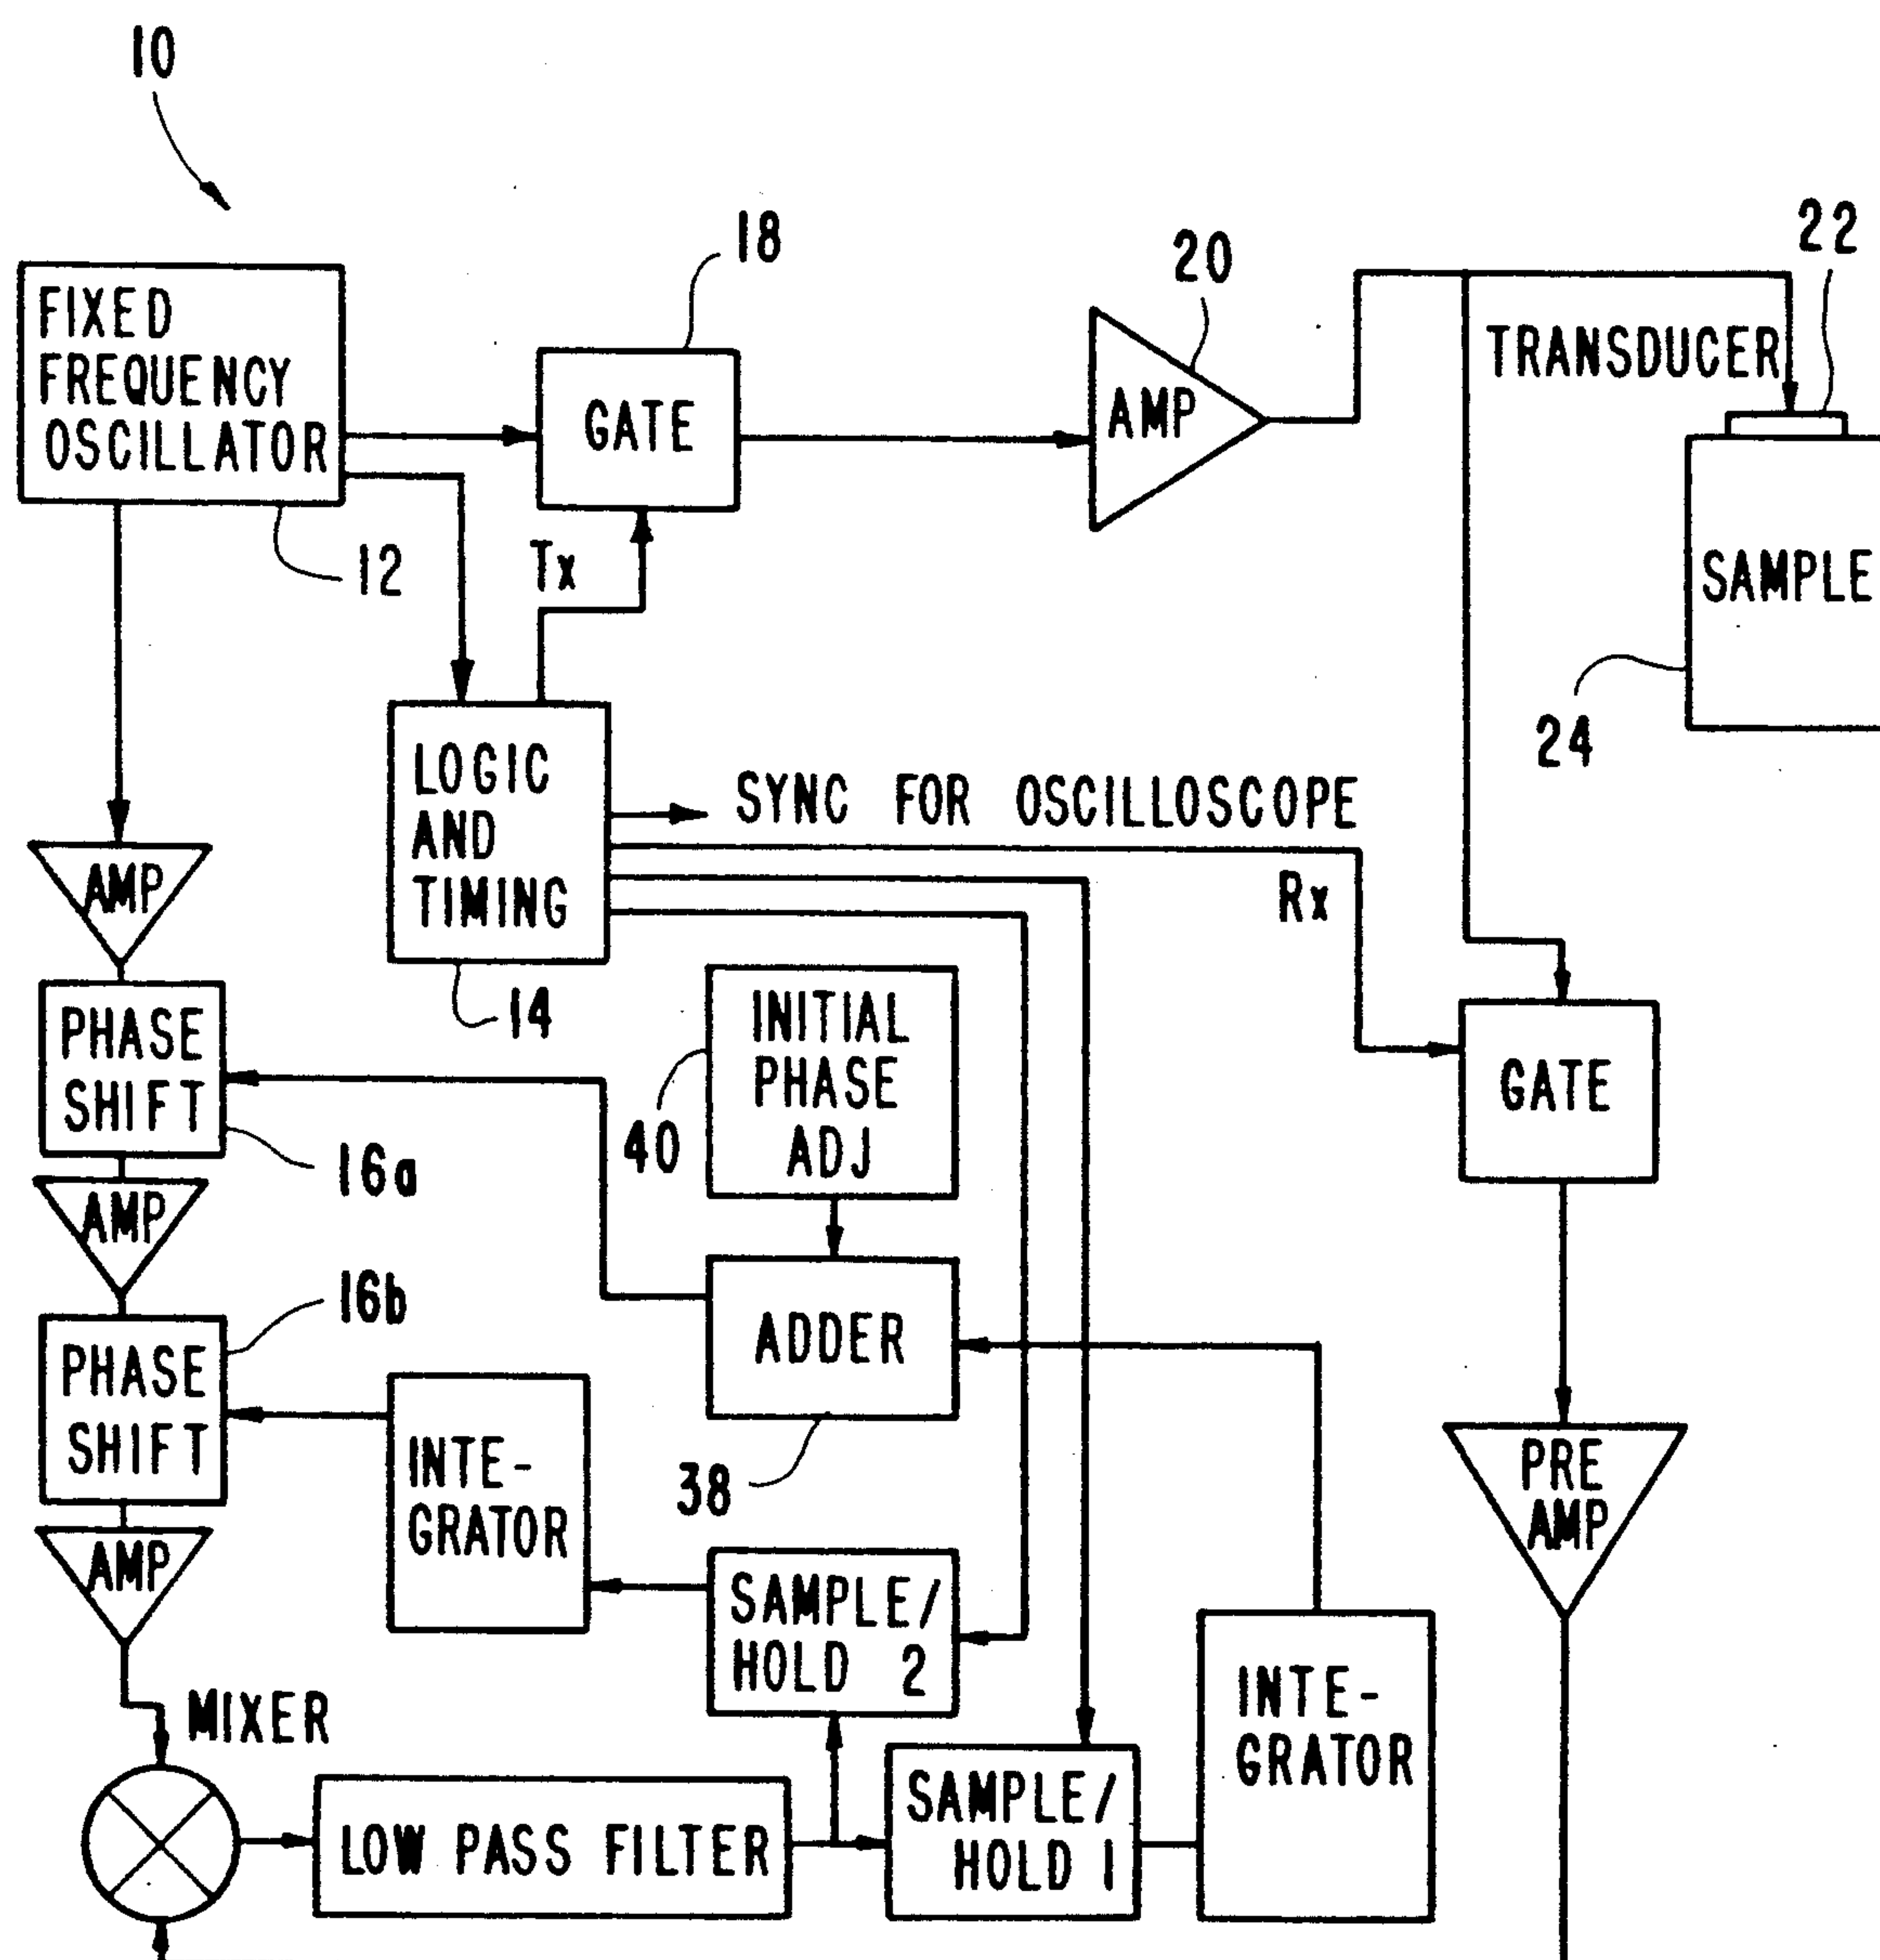 10
18
20
22
FIXED
FREQUENCY
OSCILLATOR
GATE
AMP
TRANSDUCER
12
Tx
SAMPLE
24
LOGIC
AND
TIMING
SYNC FOR OSCILLOSCOPE
Rx
AMP
14
PHASE
SHIFT
16a
INITIAL
PHASE
ADJ
40
GATE
AMP
16b
ADDER
38
PHASE
SHIFT
INTE-
GRATOR
PRE
AMP
AMP
SAMPLE/
HOLD 2
MIXER
INTE-
GRATOR
LOW PASS FILTER
SAMPLE/
HOLD 1